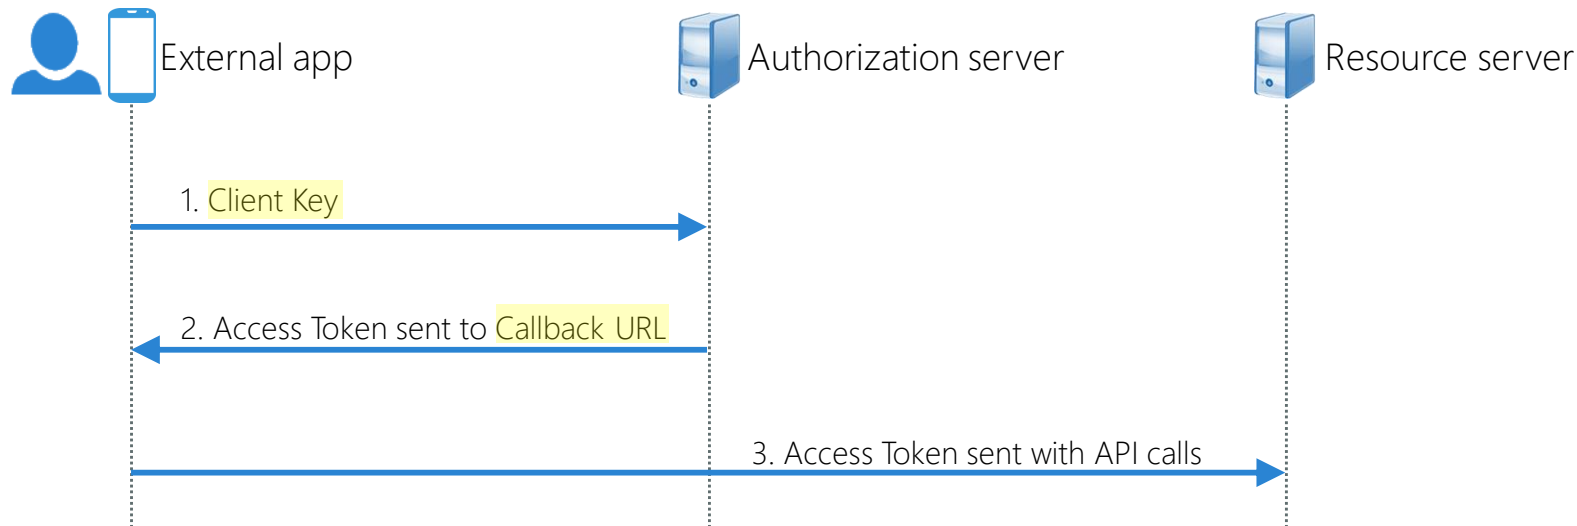 External app
Authorization server
Resource server
1. Client Key
2. Access Token sent to Callback URL
3. Access Token sent with API calls